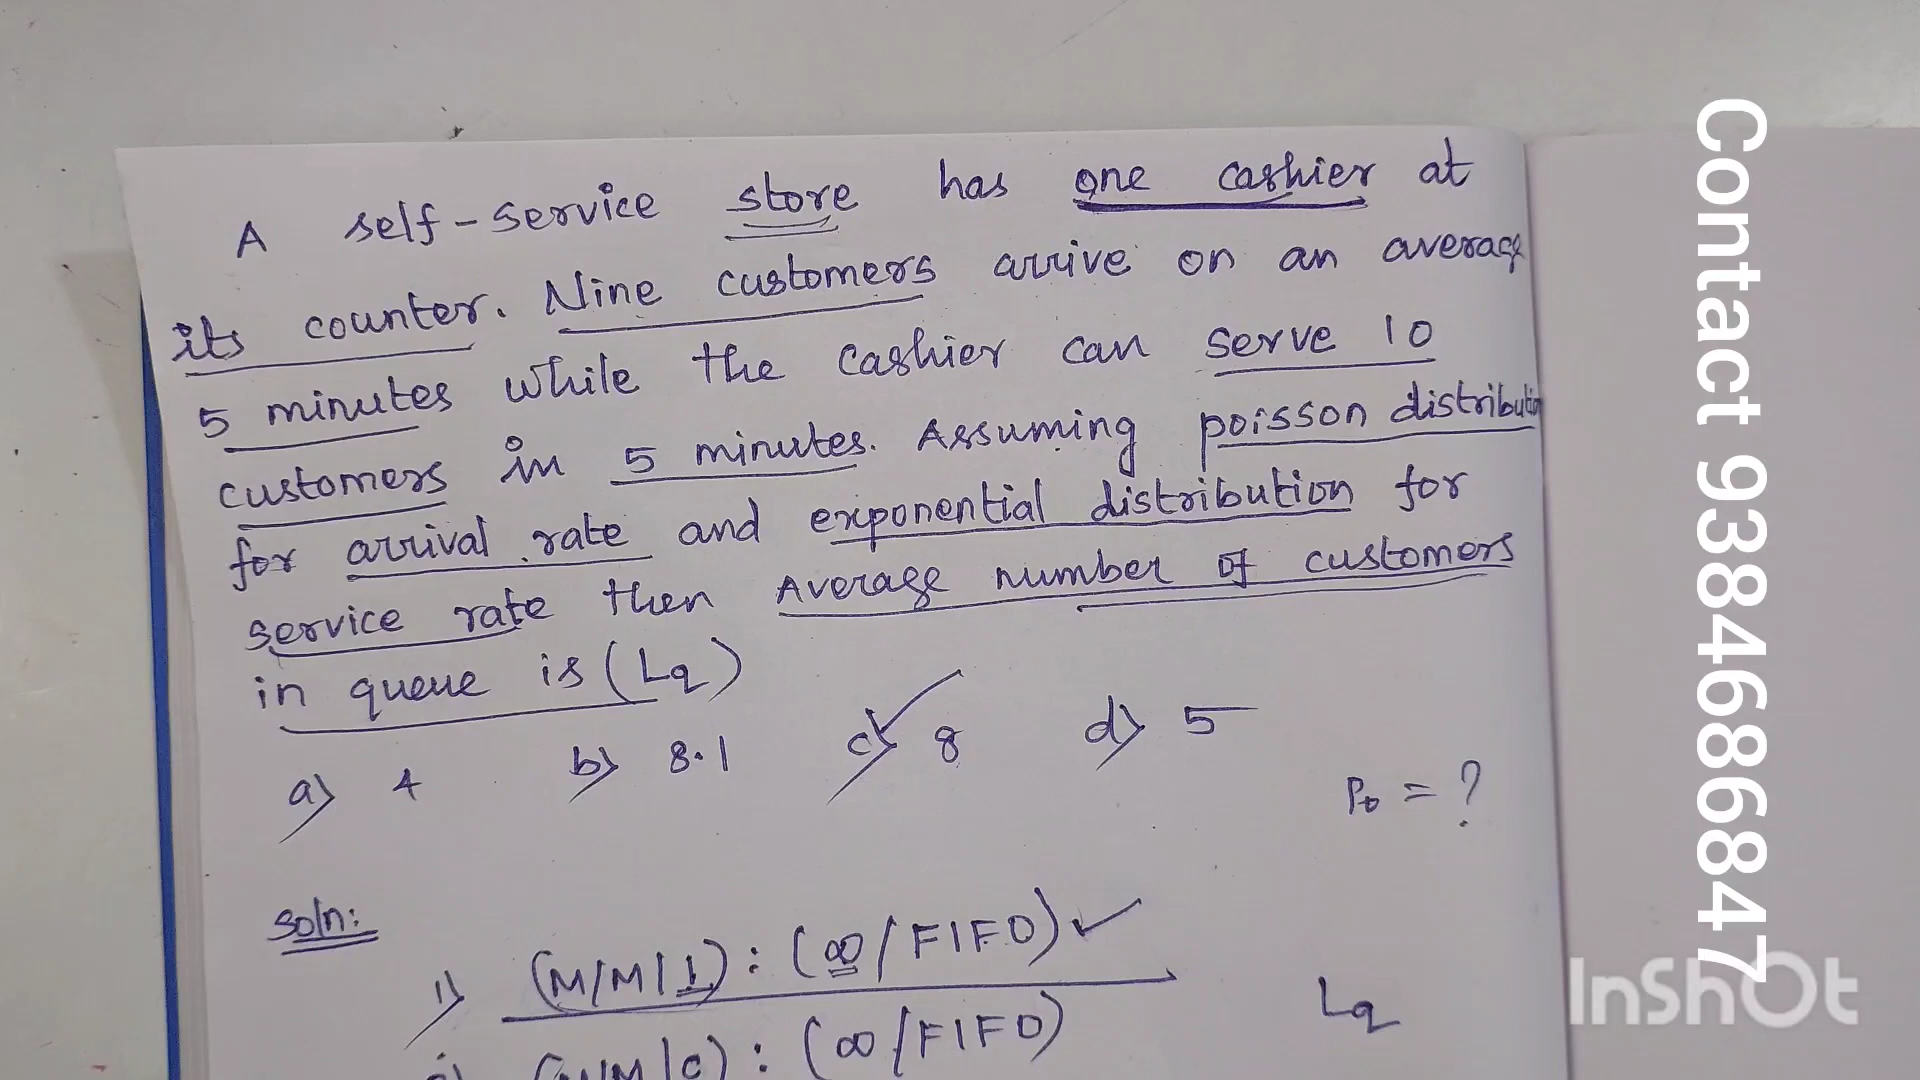 A self-service store has one cashier at
its counter. Nine customers arrive on an average
5 minutes while the cashier can serve 10
customers in 5 minutes. Assuming poisson distribution
for arrival rate and exponential distribution for
service rate then Average number of customers
in queue is (Lq)
a) 4 b) 8.1 c) 8 d) 5
P₀ = ?
Soln:
1) (M/M/1) : (∞/FIFO)
(M/M/C) : (∞/FIFO)
Lq
Contact 9384686847
InShOt